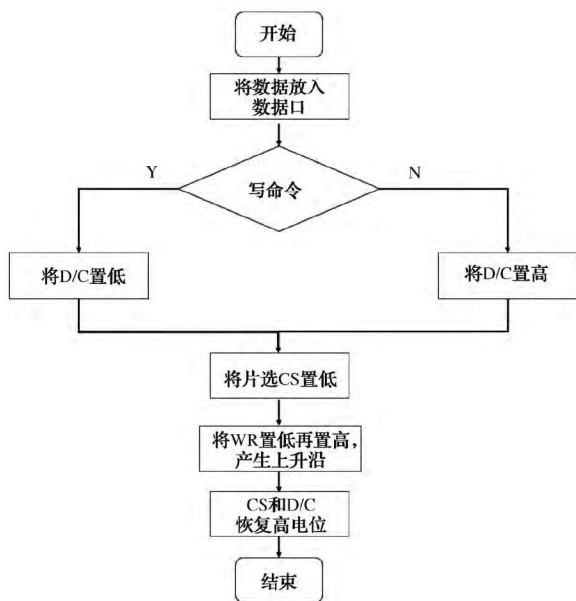 开始
将数据放入
数据口
Y
N
写命令
将D/C置低
将D/C置高
将片选CS置低
将WR置低再置高，
产生上升沿
CS和D/C
恢复高电位
结束